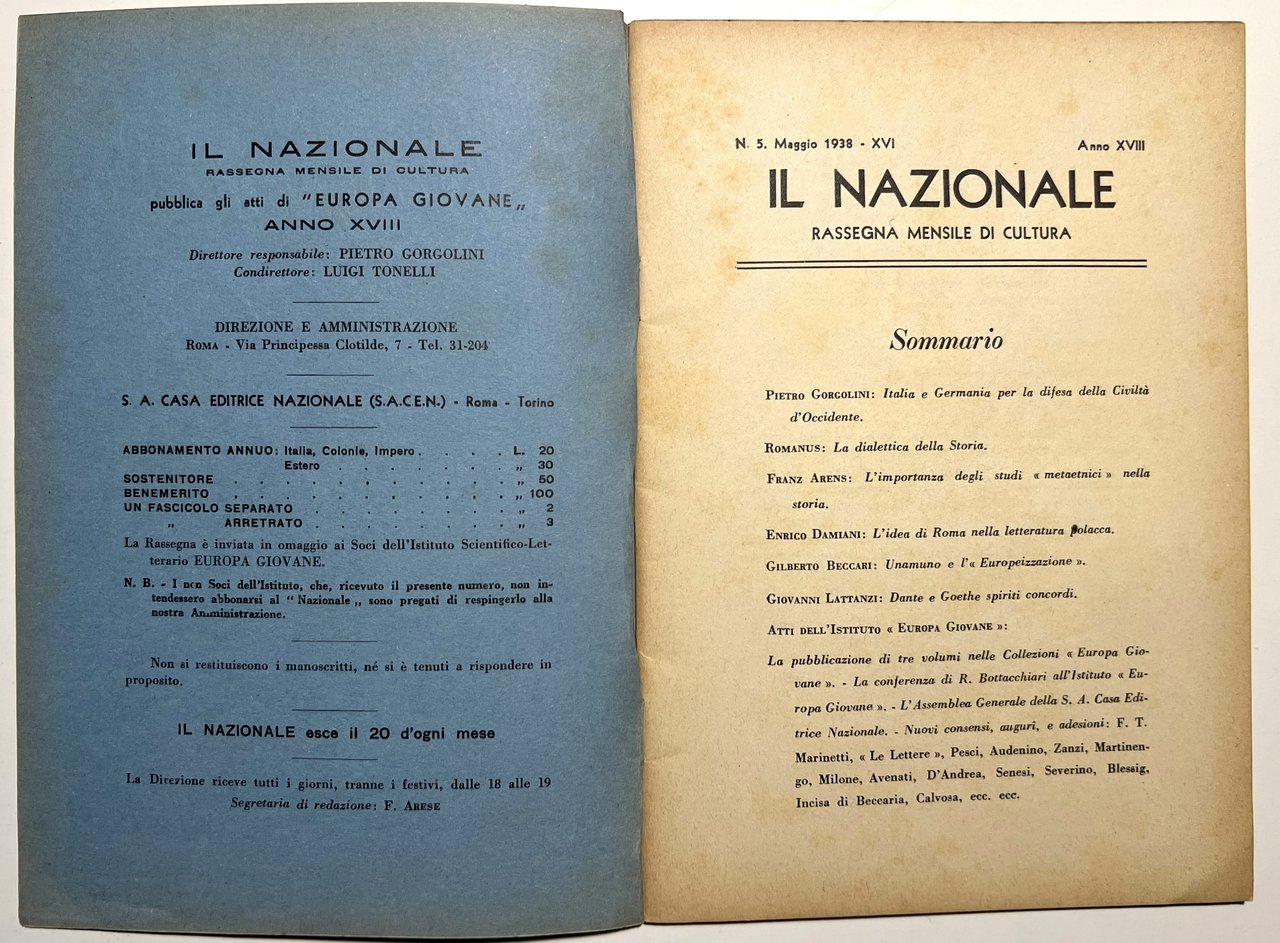 IL NAZIONALE
RASSEGNA MENSILE DI CULTURA
pubblica gli atti di "EUROPA GIOVANE„
ANNO XVIII
Direttore responsabile: PIETRO GORGOLINI
Condirettore: LUIGI TONELLI
DIREZIONE E AMMINISTRAZIONE
ROMA - Via Principessa Clotilde, 7 - Tel. 31-204
S. A. CASA EDITRICE NAZIONALE (S.A.C.E.N.) - Roma - Torino
ABBONAMENTO ANNUO: Italia, Colonie, Impero . . . . L. 20
Estero . . . . . . . „ 30
SOSTENITORE . . . . . . . . . . . „ 50
BENEMERITO . . . . . . . . . . . „ 100
UN FASCICOLO SEPARATO . . . . . . . . „ 2
„ ARRETRATO . . . . . . . . „ 3
La Rassegna è inviata in omaggio ai Soci dell'Istituto Scientifico-Let-
terario EUROPA GIOVANE.
N. B. - I non Soci dell'Istituto, che, ricevuto il presente numero, non in-
tendessero abbonarsi al "Nazionale„ sono pregati di respingerlo alla
nostra Amministrazione.
Non si restituiscono i manoscritti, né si è tenuti a rispondere in
proposito.
IL NAZIONALE esce il 20 d'ogni mese
La Direzione riceve tutti i giorni, tranne i festivi, dalle 18 alle 19
Segretaria di redazione: F. ARESE
N. 5. Maggio 1938 - XVI Anno XVIII
IL NAZIONALE
RASSEGNA MENSILE DI CULTURA
Sommario
PIETRO GORGOLINI: Italia e Germania per la difesa della Civiltà
d'Occidente.
ROMANUS: La dialettica della Storia.
FRANZ ARENS: L'importanza degli studi « metaetnici » nella
storia.
ENRICO DAMIANI: L'idea di Roma nella letteratura polacca.
GILBERTO BECCARI: Unamuno e l'« Europeizzazione ».
GIOVANNI LATTANZI: Dante e Goethe spiriti concordi.
ATTI DELL'ISTITUTO « EUROPA GIOVANE »:
La pubblicazione di tre volumi nelle Collezioni « Europa Gio-
vane ». - La conferenza di R. Bottacchiari all'Istituto « Eu-
ropa Giovane ». - L'Assemblea Generale della S. A. Casa Edi-
trice Nazionale. - Nuovi consensi, auguri, e adesioni: F. T.
Marinetti, « Le Lettere », Pesci, Audenino, Zanzi, Martinen-
go, Milone, Avenati, D'Andrea, Senesi, Severino, Blessig,
Incisa di Beccaria, Calvosa, ecc. ecc.